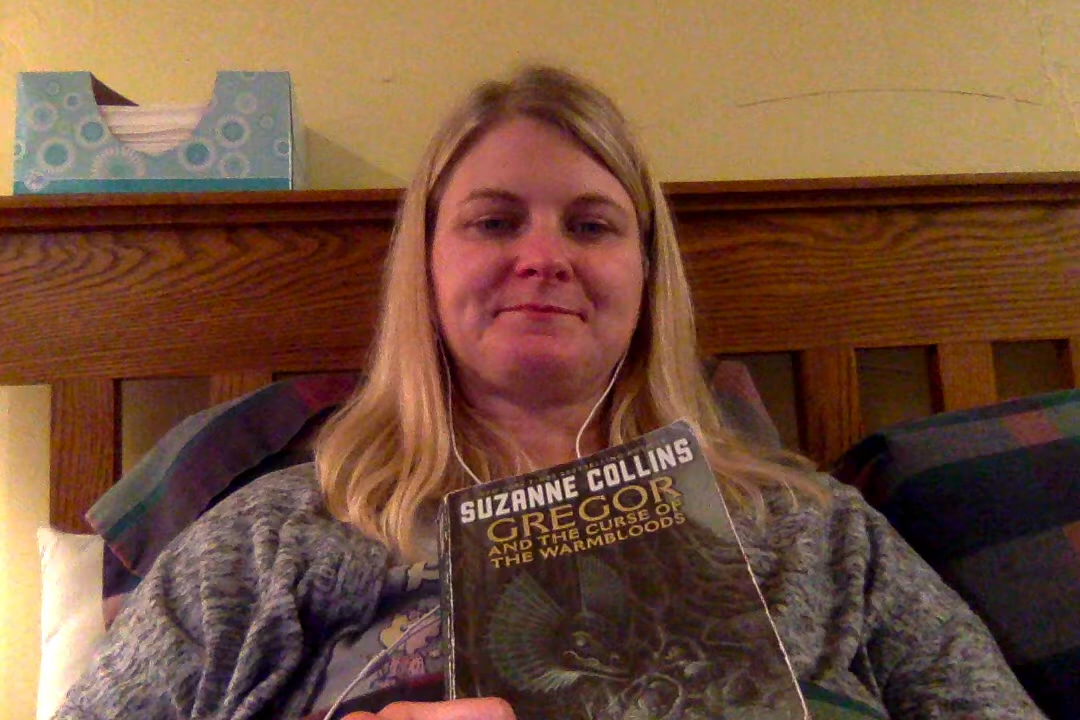 SUZANNE COLLINS
GREGOR
AND THE CURSE OF
THE WARMBLOODS